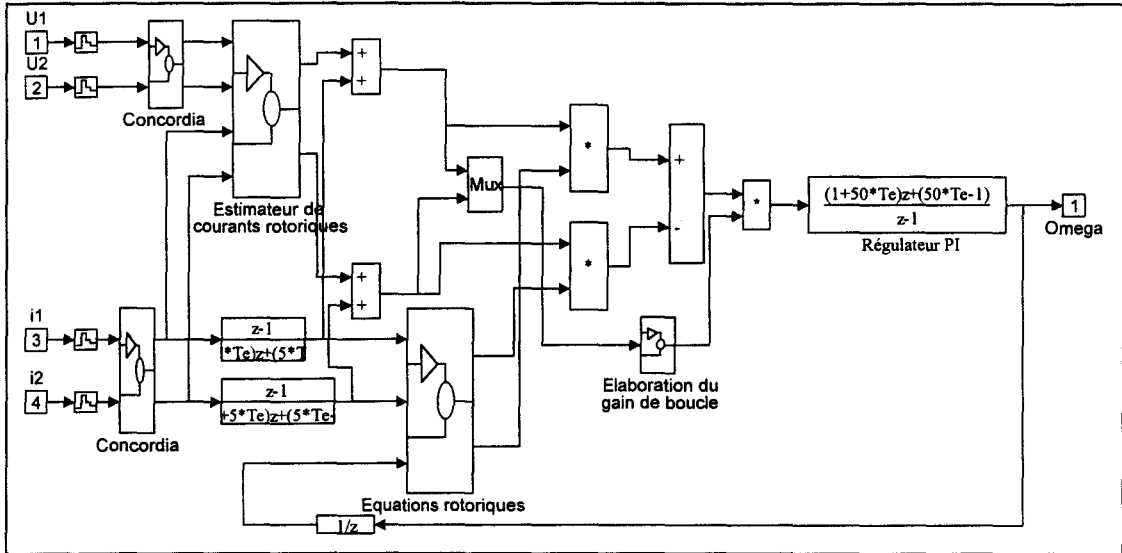 U1
1
U2
2
Concordia
Estimateur de
courants rotoriques
+
+
Mux
*
+
-
*
(1+50*Te)z+(50*Te-1)
z-1
Régulateur PI
1
Omega
+
+
*
i1
3
i2
4
Concordia
z-1
*Te)z+(5*T
z-1
+5*Te)z+(5*Te-
Equations rotoriques
Elaboration du
gain de boucle
1/z